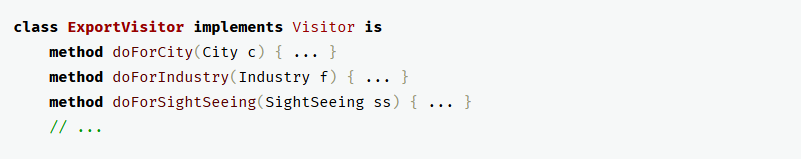 class ExportVisitor implements Visitor is
    method doForCity(City c) { ... }
    method doForIndustry(Industry f) { ... }
    method doForSightSeeing(SightSeeing ss) { ... }
    // ...